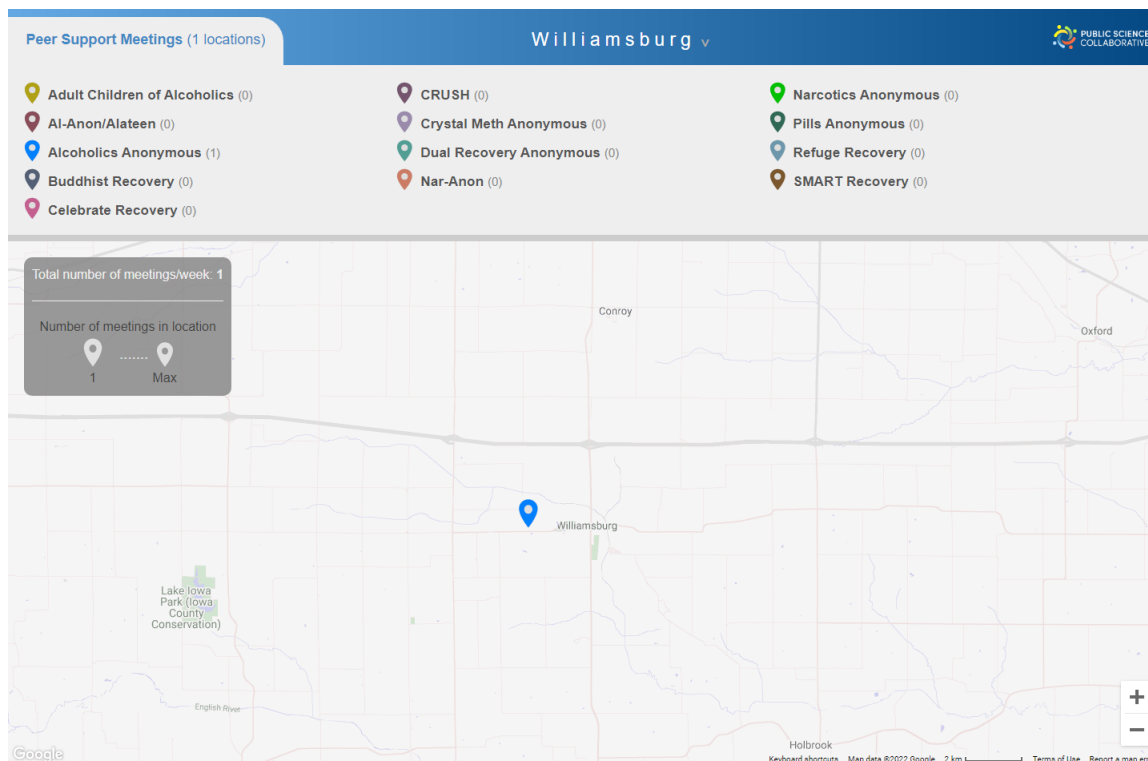 Peer Support Meetings (1 locations)
Williamsburg v
PUBLIC SCIENCE
COLLABORATIVE
Adult Children of Alcoholics (0)
Al-Anon/Alateen (0)
Alcoholics Anonymous (1)
Buddhist Recovery (0)
Celebrate Recovery (0)
CRUSH (0)
Crystal Meth Anonymous (0)
Dual Recovery Anonymous (0)
Nar-Anon (0)
Narcotics Anonymous (0)
Pills Anonymous (0)
Refuge Recovery (0)
SMART Recovery (0)
Total number of meetings/week: 1
Number of meetings in location
1 ....... Max
Conroy
Oxford
Williamsburg
Lake Iowa
Park (Iowa
County
Conservation)
English River
Holbrook
+
−
Google
Keyboard shortcuts Map data ©2022 Google 2 km Terms of Use Report a map